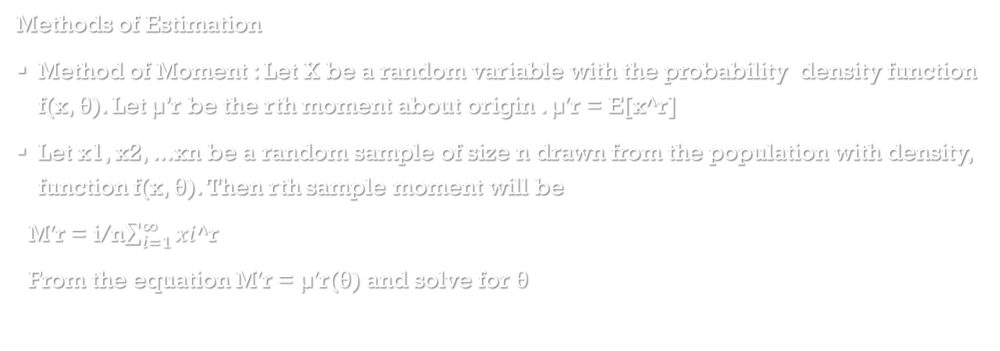 Methods of Estimation
▪ Method of Moment : Let X be a random variable with the probability  density function
f(x, θ). Let μ’r be the rth moment about origin . μ′r = E[x^r]
▪ Let x1, x2, ...xn be a random sample of size n drawn from the population with density,
function f(x, θ). Then rth sample moment will be
M′r = i/n∑_{i=1}^{∞} xi^r
From the equation M′r = μ′r(θ) and solve for θ